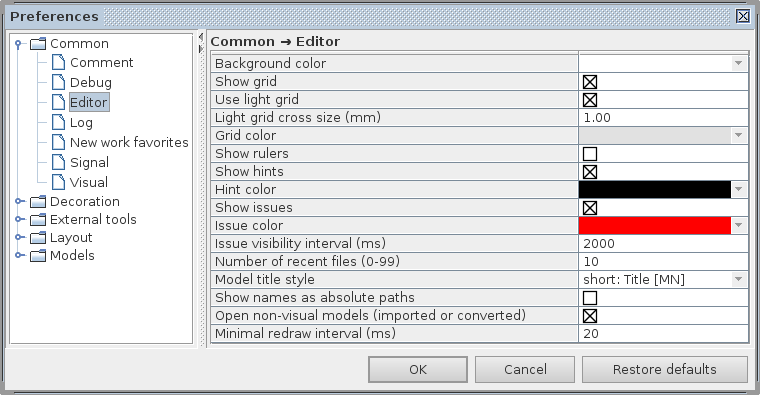 Preferences
Common
Comment
Debug
Editor
Log
New work favorites
Signal
Visual
Decoration
External tools
Layout
Models
Common → Editor
Background color
Show grid
Use light grid
Light grid cross size (mm) 1.00
Grid color
Show rulers
Show hints
Hint color
Show issues
Issue color
Issue visibility interval (ms) 2000
Number of recent files (0-99) 10
Model title style short: Title [MN]
Show names as absolute paths
Open non-visual models (imported or converted)
Minimal redraw interval (ms) 20
OK Cancel Restore defaults